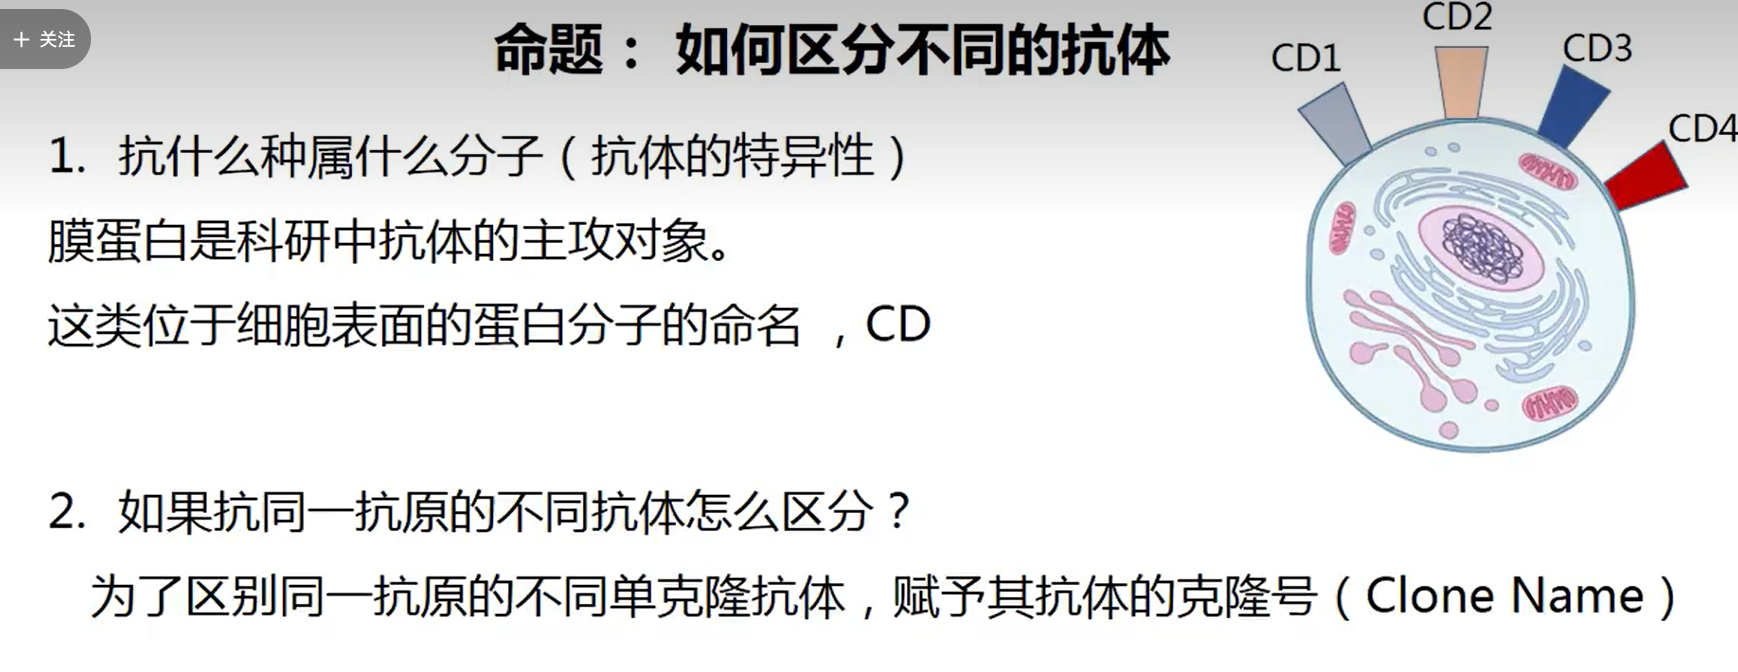 + 关注
命题： 如何区分不同的抗体
CD1
CD2
CD3
CD4
1. 抗什么种属什么分子（抗体的特异性）
膜蛋白是科研中抗体的主攻对象。
这类位于细胞表面的蛋白分子的命名 ，CD
2. 如果抗同一抗原的不同抗体怎么区分？
为了区别同一抗原的不同单克隆抗体，赋予其抗体的克隆号（Clone Name）